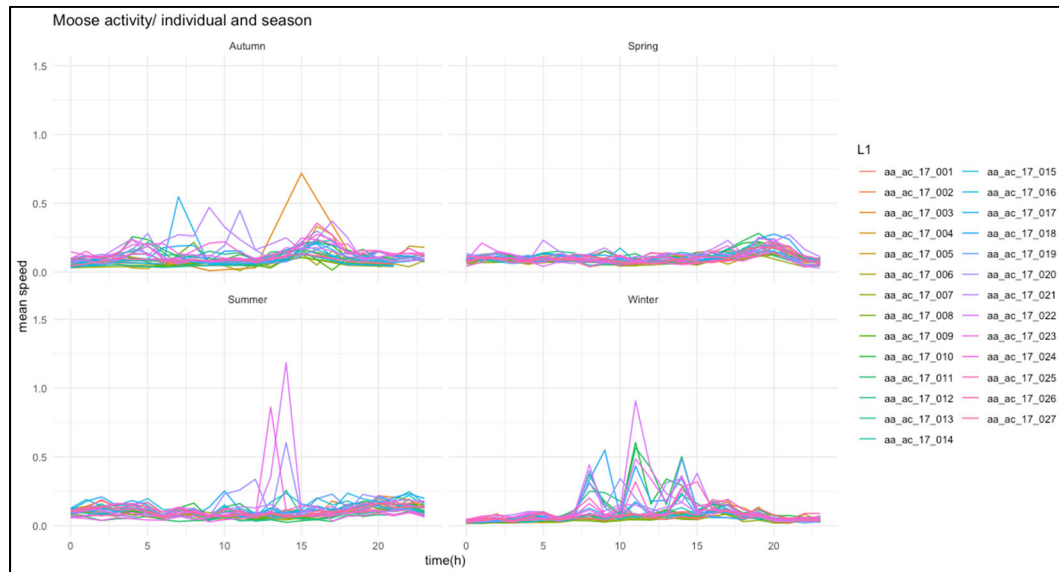 Moose activity/ individual and season
Autumn
Spring
1.5
1.0
0.5
0.0
Summer
Winter
1.5
1.0
0.5
0.0
mean speed
0 5 10 15 20
0 5 10 15 20
time(h)
L1
aa_ac_17_001
aa_ac_17_002
aa_ac_17_003
aa_ac_17_004
aa_ac_17_005
aa_ac_17_006
aa_ac_17_007
aa_ac_17_008
aa_ac_17_009
aa_ac_17_010
aa_ac_17_011
aa_ac_17_012
aa_ac_17_013
aa_ac_17_014
aa_ac_17_015
aa_ac_17_016
aa_ac_17_017
aa_ac_17_018
aa_ac_17_019
aa_ac_17_020
aa_ac_17_021
aa_ac_17_022
aa_ac_17_023
aa_ac_17_024
aa_ac_17_025
aa_ac_17_026
aa_ac_17_027